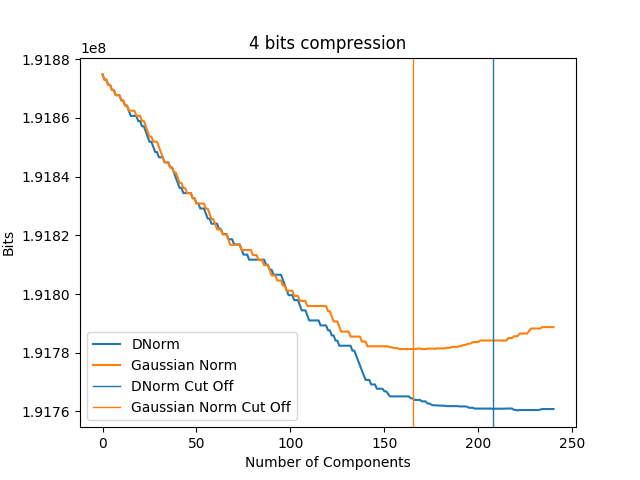 4 bits compression
1e8
1.9188
1.9186
1.9184
1.9182
1.9180
1.9178
1.9176
Bits
DNorm
Gaussian Norm
DNorm Cut Off
Gaussian Norm Cut Off
0 50 100 150 200 250
Number of Components